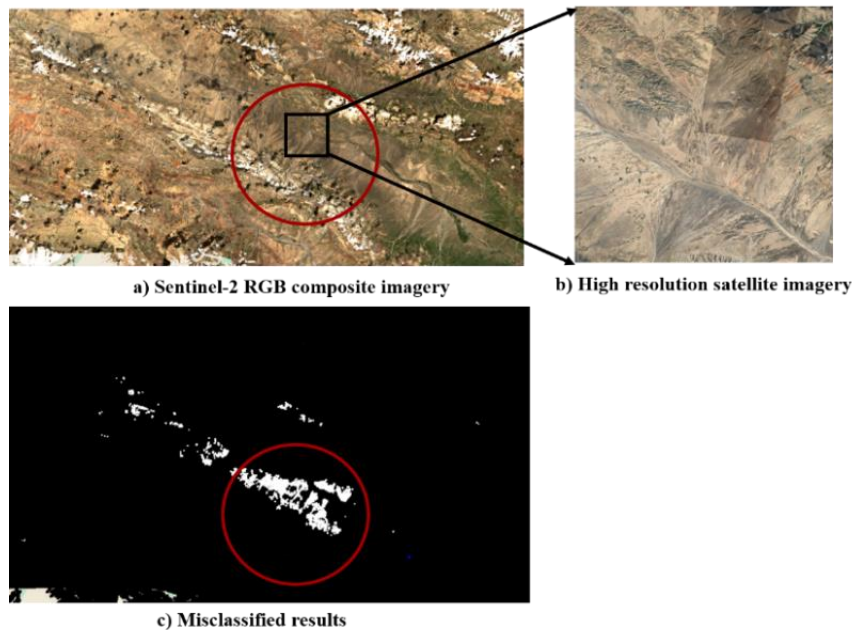 a) Sentinel-2 RGB composite imagery
b) High resolution satellite imagery
c) Misclassified results